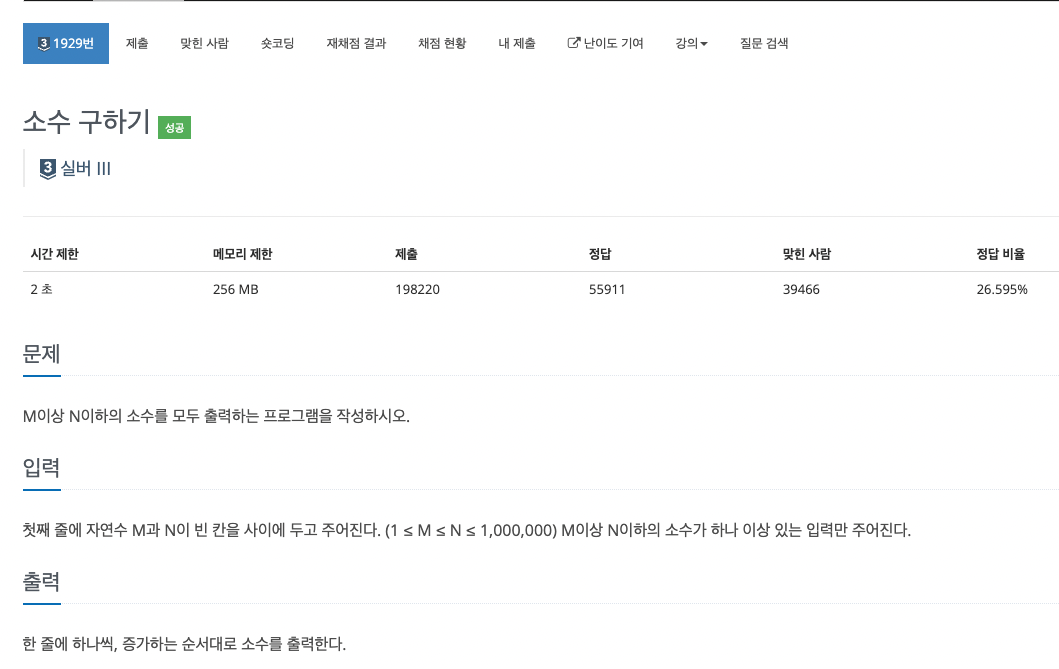 3 1929번 제출 맞힌 사람 숏코딩 재채점 결과 채점 현황 내 제출 난이도 기여 강의 질문 검색
소수 구하기 성공
3 실버 III
시간 제한 메모리 제한 제출 정답 맞힌 사람 정답 비율
2 초 256 MB 198220 55911 39466 26.595%
문제
M이상 N이하의 소수를 모두 출력하는 프로그램을 작성하시오.
입력
첫째 줄에 자연수 M과 N이 빈 칸을 사이에 두고 주어진다. (1 ≤ M ≤ N ≤ 1,000,000) M이상 N이하의 소수가 하나 이상 있는 입력만 주어진다.
출력
한 줄에 하나씩, 증가하는 순서대로 소수를 출력한다.